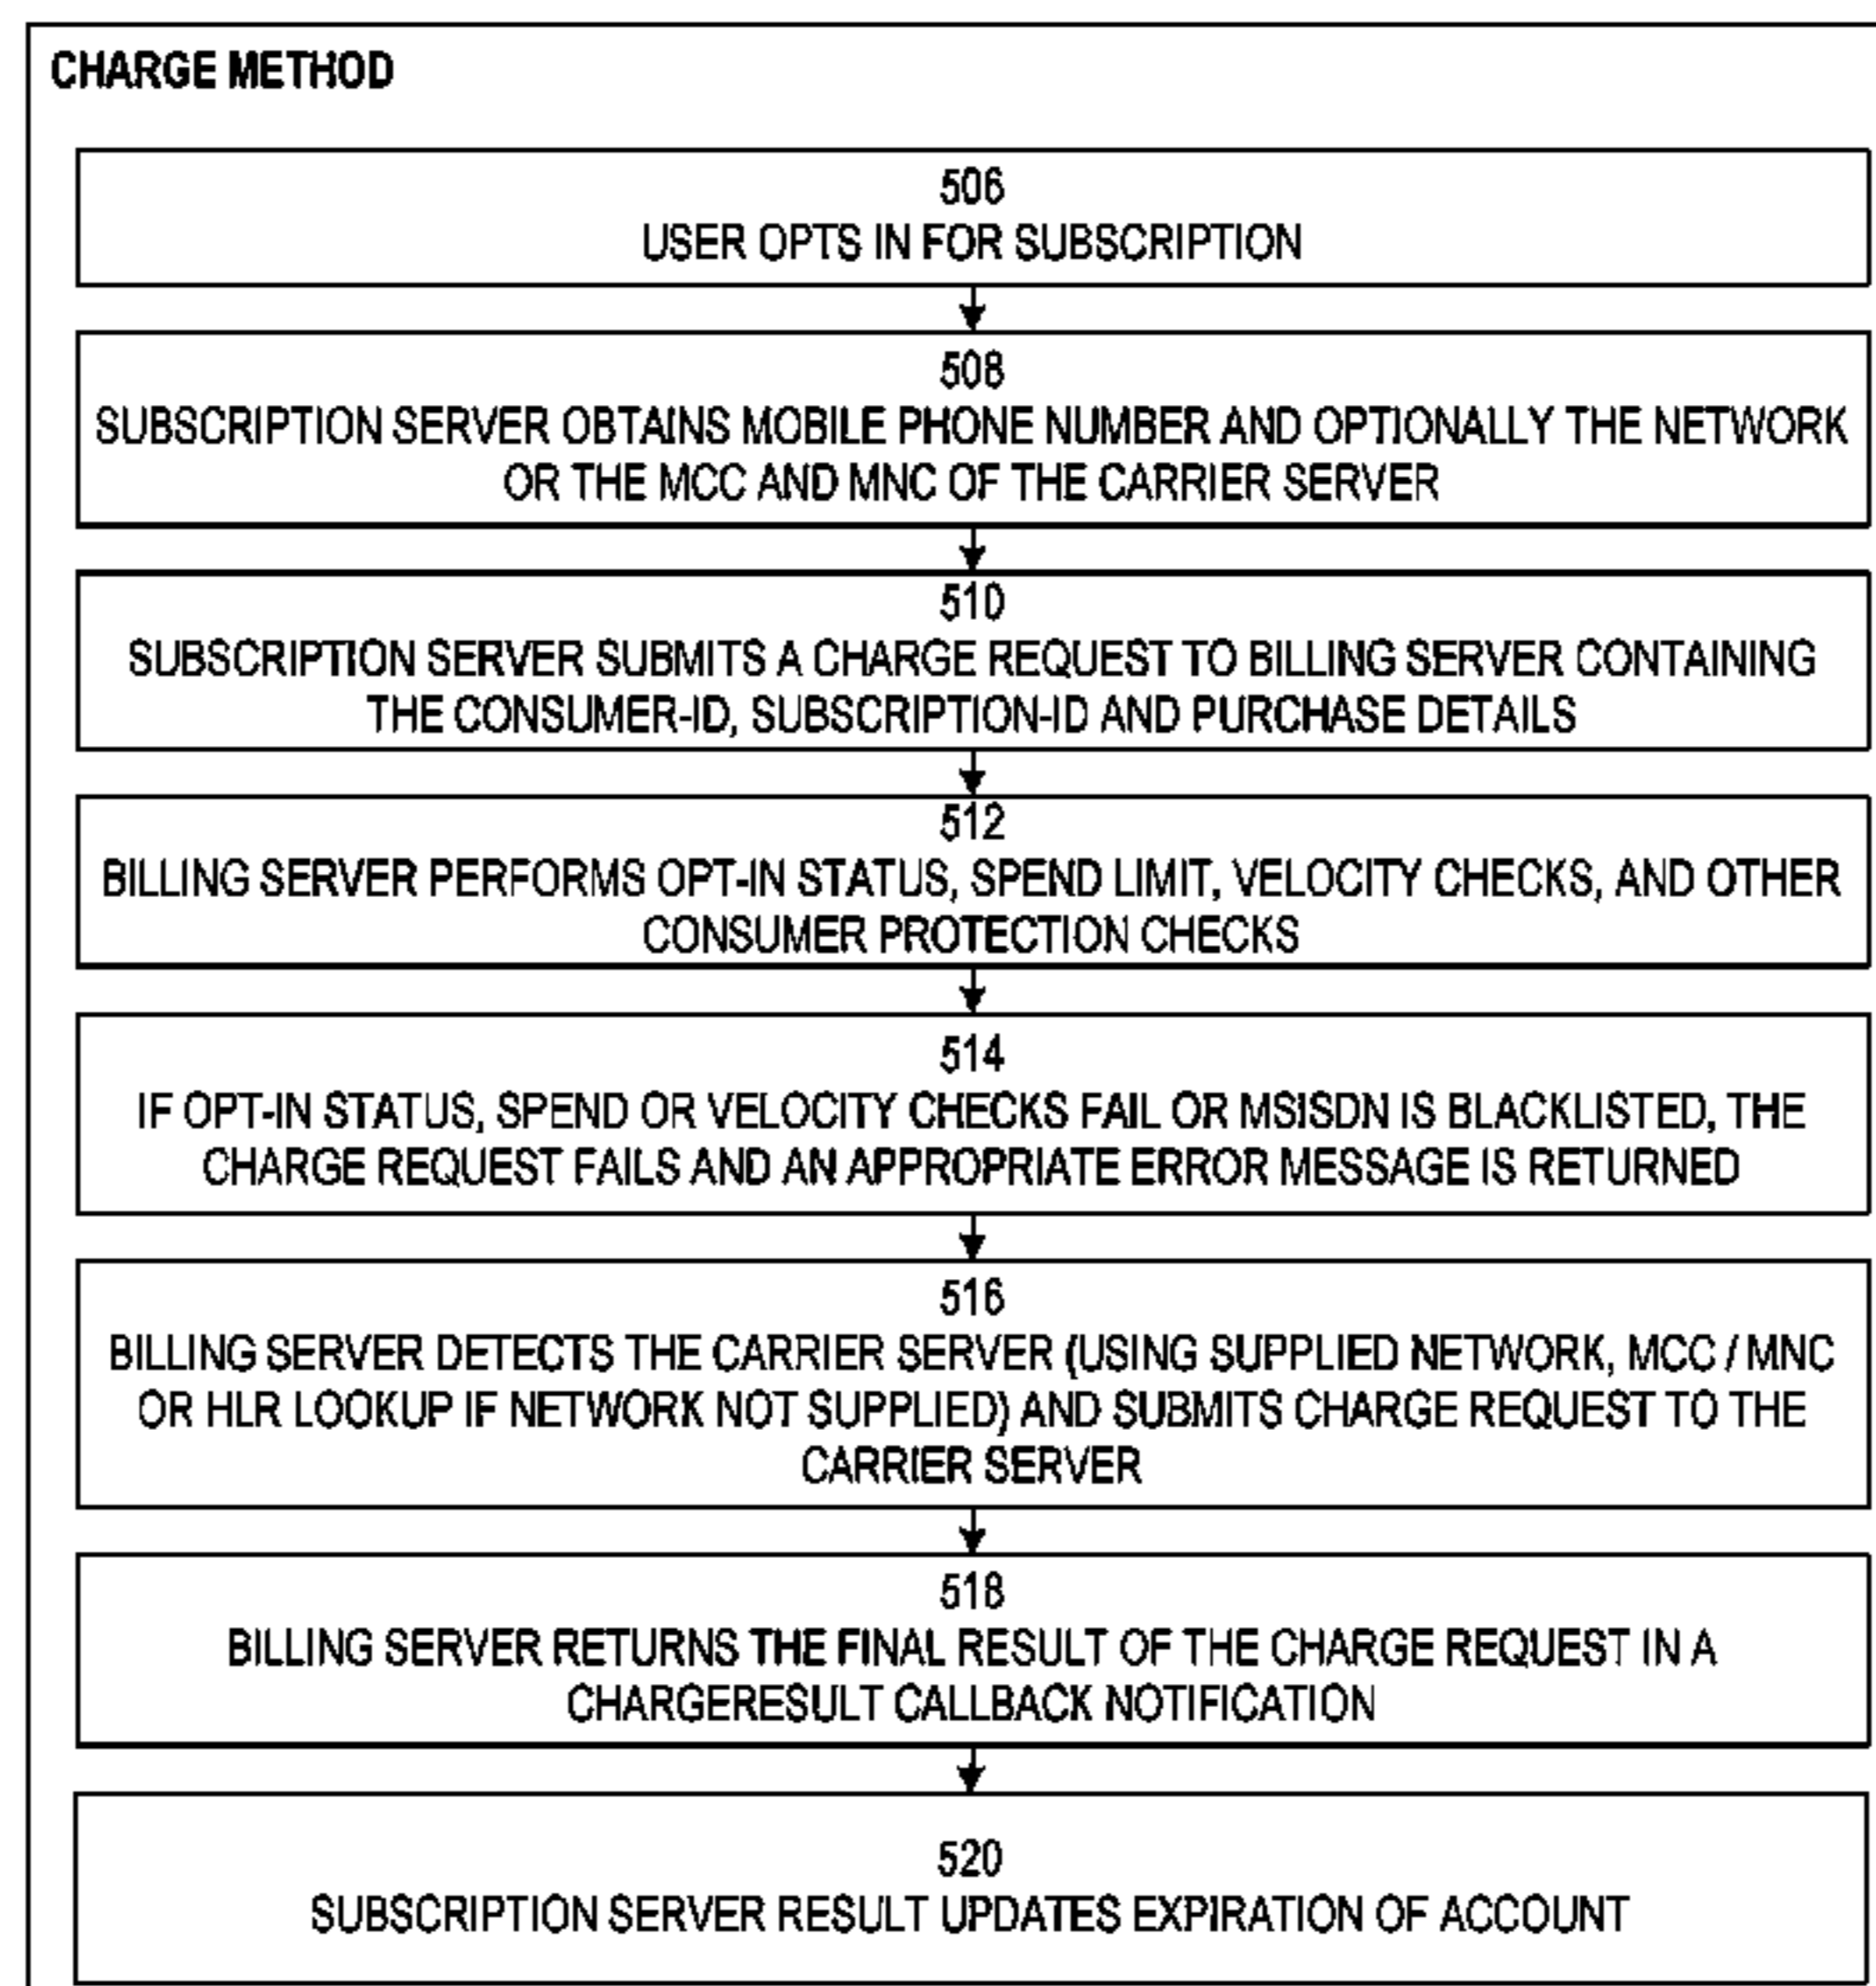 CHARGE METHOD
506
USER OPTS IN FOR SUBSCRIPTION
508
SUBSCRIPTION SERVER OBTAINS MOBILE PHONE NUMBER AND OPTIONALLY THE NETWORK
OR THE MCC AND MNC OF THE CARRIER SERVER
510
SUBSCRIPTION SERVER SUBMITS A CHARGE REQUEST TO BILLING SERVER CONTAINING
THE CONSUMER-ID, SUBSCRIPTION-ID AND PURCHASE DETAILS
512
BILLING SERVER PERFORMS OPT-IN STATUS, SPEND LIMIT, VELOCITY CHECKS, AND OTHER
CONSUMER PROTECTION CHECKS
514
IF OPT-IN STATUS, SPEND OR VELOCITY CHECKS FAIL OR MSISDN IS BLACKLISTED, THE
CHARGE REQUEST FAILS AND AN APPROPRIATE ERROR MESSAGE IS RETURNED
516
BILLING SERVER DETECTS THE CARRIER SERVER (USING SUPPLIED NETWORK, MCC / MNC
OR HLR LOOKUP IF NETWORK NOT SUPPLIED) AND SUBMITS CHARGE REQUEST TO THE
CARRIER SERVER
518
BILLING SERVER RETURNS THE FINAL RESULT OF THE CHARGE REQUEST IN A
CHARGERESULT CALLBACK NOTIFICATION
520
SUBSCRIPTION SERVER RESULT UPDATES EXPIRATION OF ACCOUNT